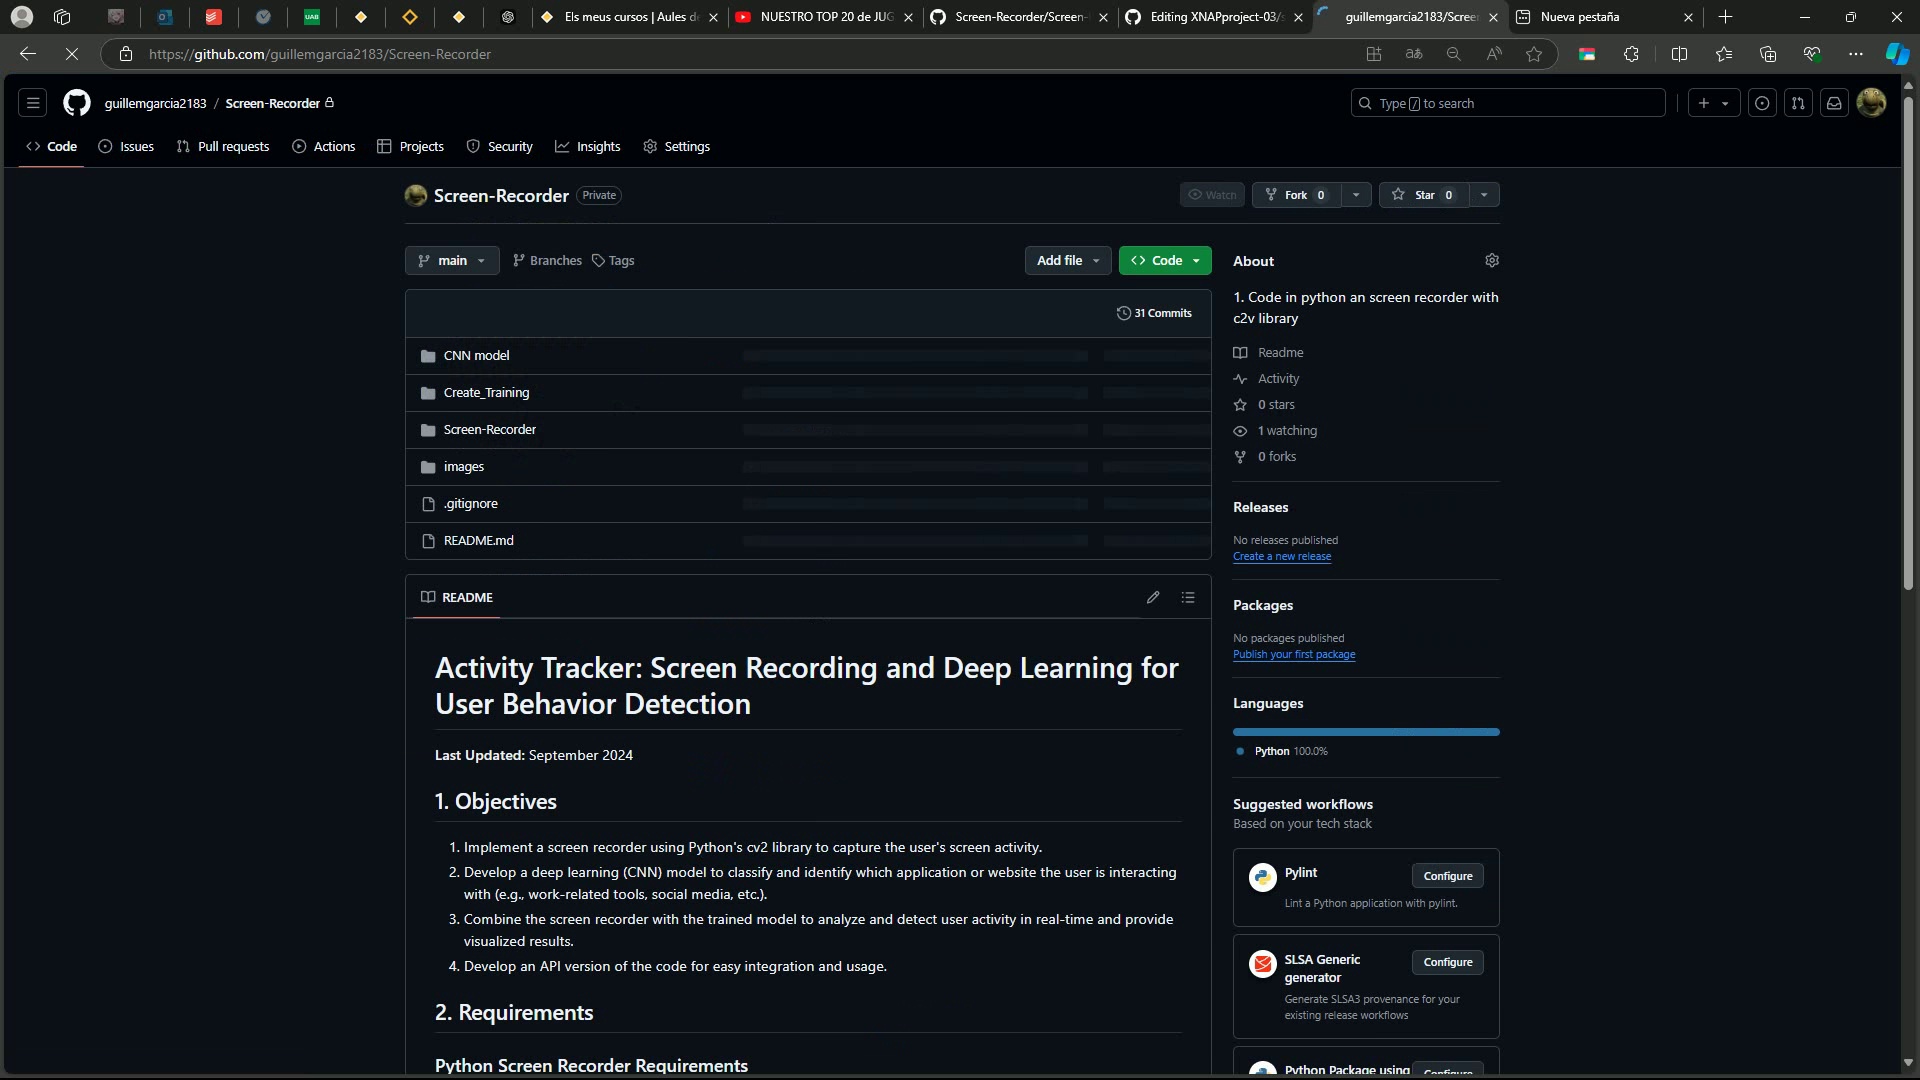 UAB
Els meus cursos | Aules d
NUESTRO TOP 20 de JUG
Screen-Recorder/Screen-
Editing XNAPproject-03/s
guillemgarcia2183/Screen
Nueva pestaña
https://github.com/guillemgarcia2183/Screen-Recorder
guillemgarcia2183 / Screen-Recorder
Type / to search
Code
Issues
Pull requests
Actions
Projects
Security
Insights
Settings
Screen-Recorder
Private
Watch
Fork 0
Star 0
main
Branches
Tags
Add file
Code
31 Commits
CNN model
Create_Training
Screen-Recorder
images
.gitignore
README.md
README
Activity Tracker: Screen Recording and Deep Learning for
User Behavior Detection
Last Updated: September 2024
1. Objectives
1. Implement a screen recorder using Python's cv2 library to capture the user's screen activity.
2. Develop a deep learning (CNN) model to classify and identify which application or website the user is interacting
with (e.g., work-related tools, social media, etc.).
3. Combine the screen recorder with the trained model to analyze and detect user activity in real-time and provide
visualized results.
4. Develop an API version of the code for easy integration and usage.
2. Requirements
Python Screen Recorder Requirements
About
1. Code in python an screen recorder with
c2v library
Readme
Activity
0 stars
1 watching
0 forks
Releases
No releases published
Create a new release
Packages
No packages published
Publish your first package
Languages
Python 100.0%
Suggested workflows
Based on your tech stack
Pylint
Configure
Lint a Python application with pylint.
SLSA Generic
generator
Configure
Generate SLSA3 provenance for your
existing release workflows
Python Package using
Configure